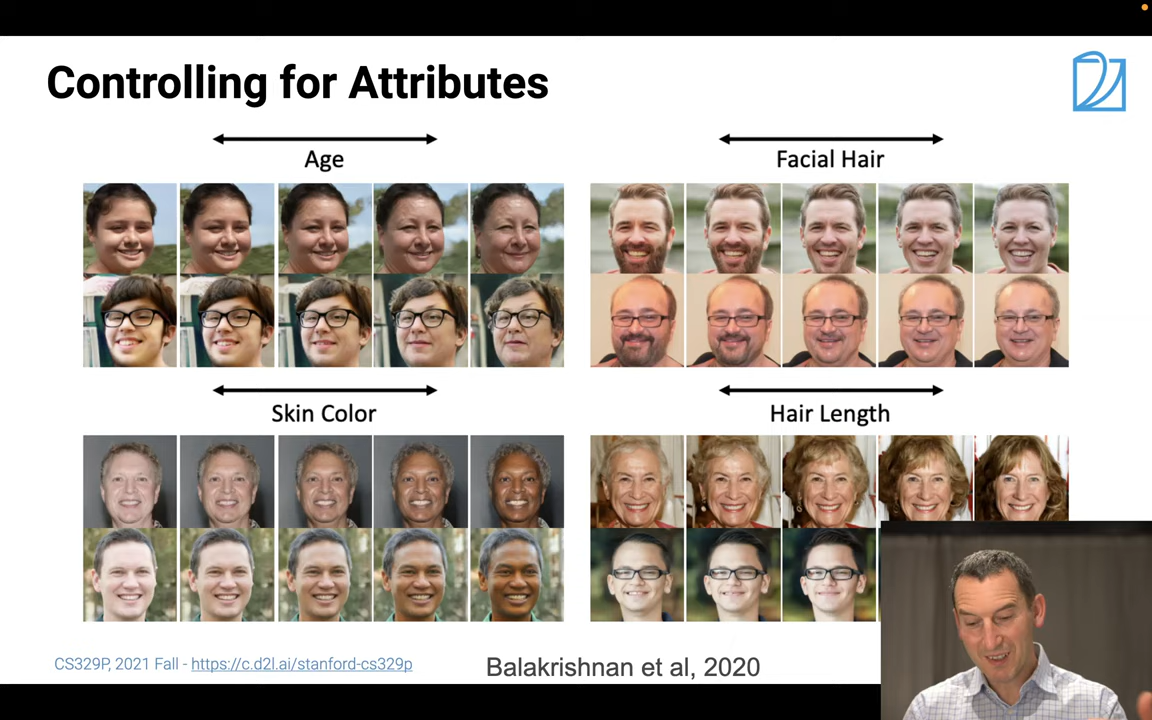 Controlling for Attributes
Age
Facial Hair
Skin Color
Hair Length
CS329P, 2021 Fall - https://c.d2l.ai/stanford-cs329p
Balakrishnan et al, 2020